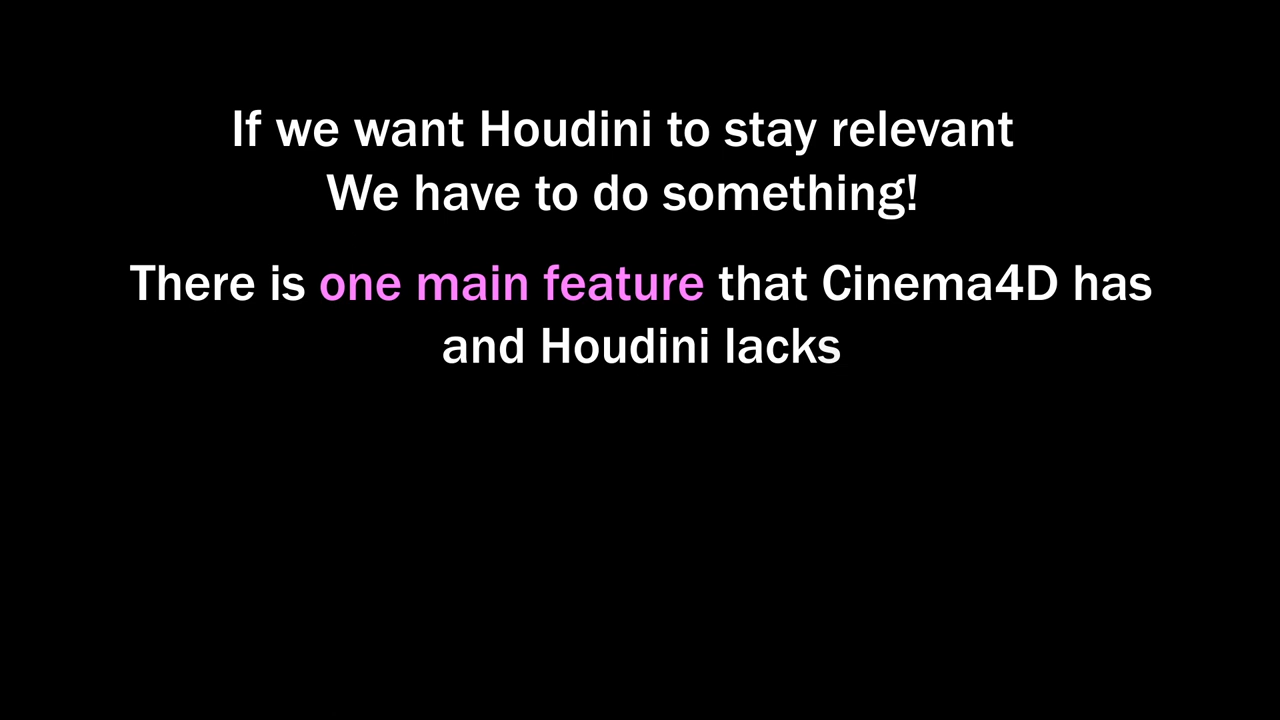 If we want Houdini to stay relevant
We have to do something!
There is one main feature that Cinema4D has
and Houdini lacks